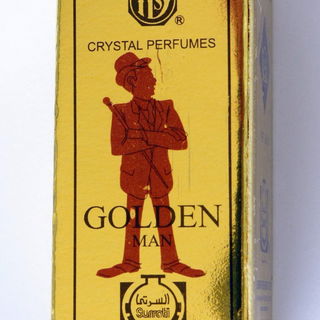 ®
CRYSTAL PERFUMES
GOLDEN
MAN
السرتي
Surrati